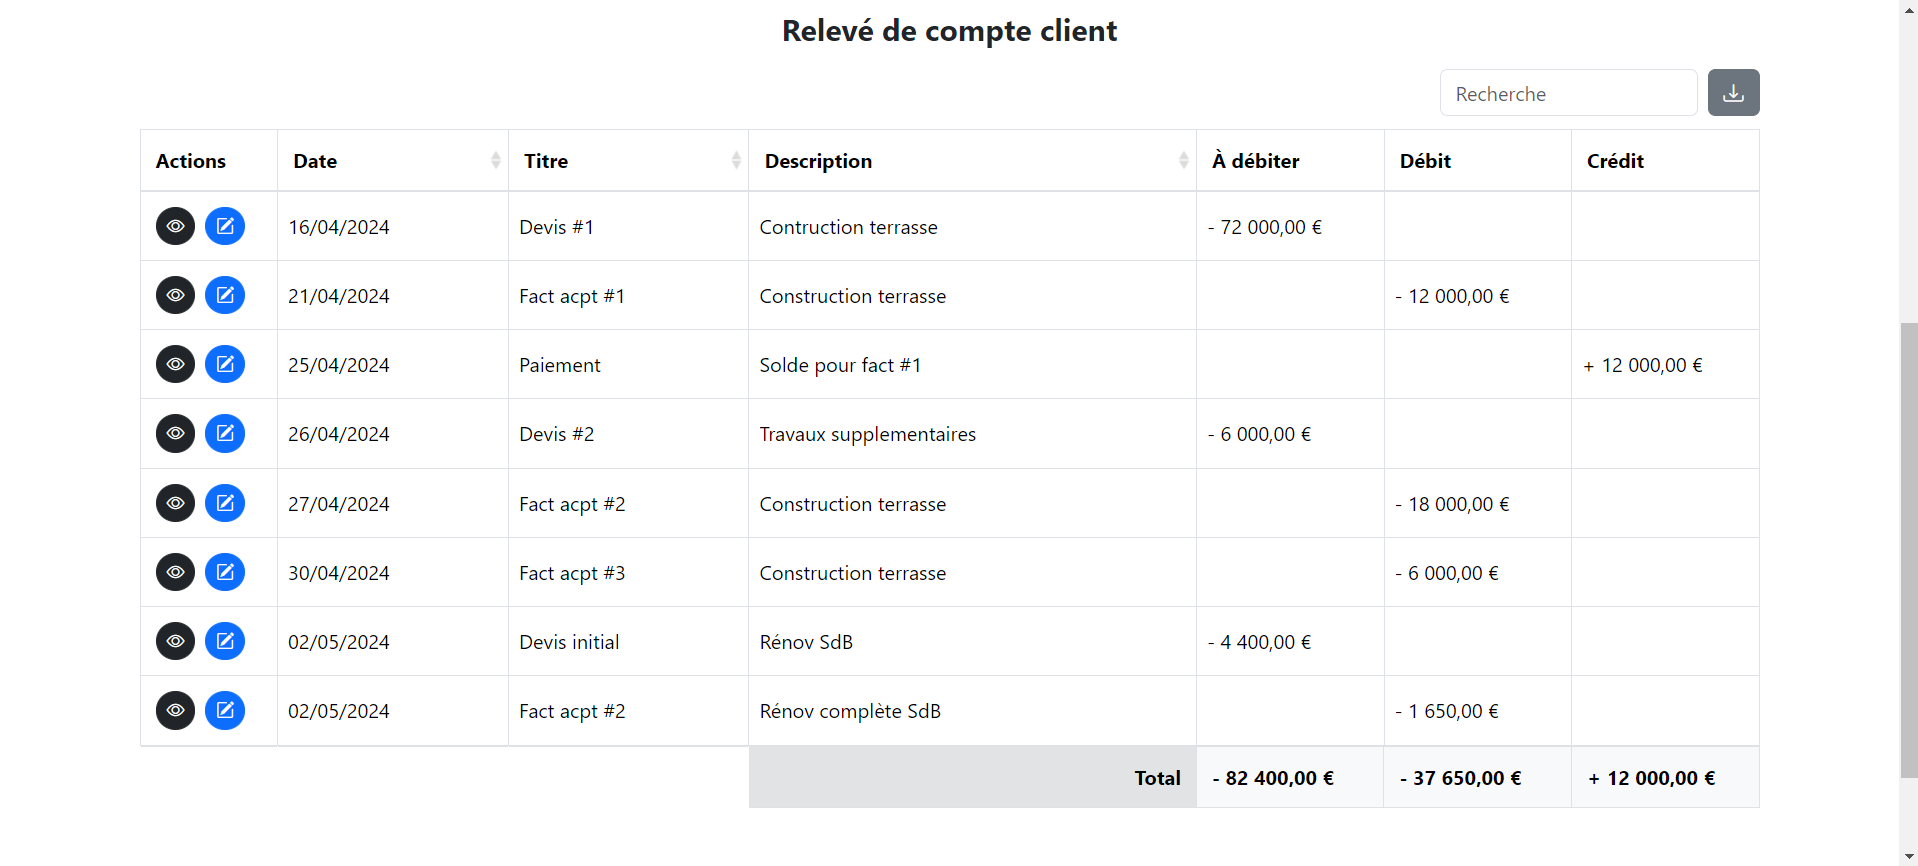 Relevé de compte client
Recherche
Actions Date Titre Description À débiter Débit Crédit
16/04/2024 Devis #1 Contruction terrasse - 72 000,00 €
21/04/2024 Fact acpt #1 Construction terrasse - 12 000,00 €
25/04/2024 Paiement Solde pour fact #1 + 12 000,00 €
26/04/2024 Devis #2 Travaux supplementaires - 6 000,00 €
27/04/2024 Fact acpt #2 Construction terrasse - 18 000,00 €
30/04/2024 Fact acpt #3 Construction terrasse - 6 000,00 €
02/05/2024 Devis initial Rénov SdB - 4 400,00 €
02/05/2024 Fact acpt #2 Rénov complète SdB - 1 650,00 €
Total - 82 400,00 € - 37 650,00 € + 12 000,00 €